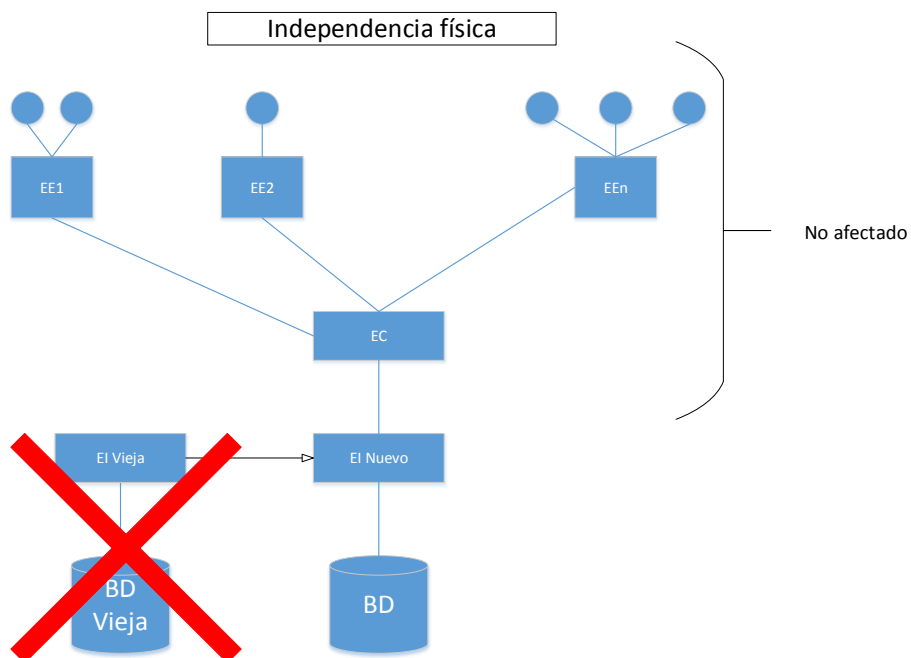 Independencia física
EE1
EE2
EEn
No afectado
EC
EI Vieja
EI Nuevo
BD
Vieja
BD